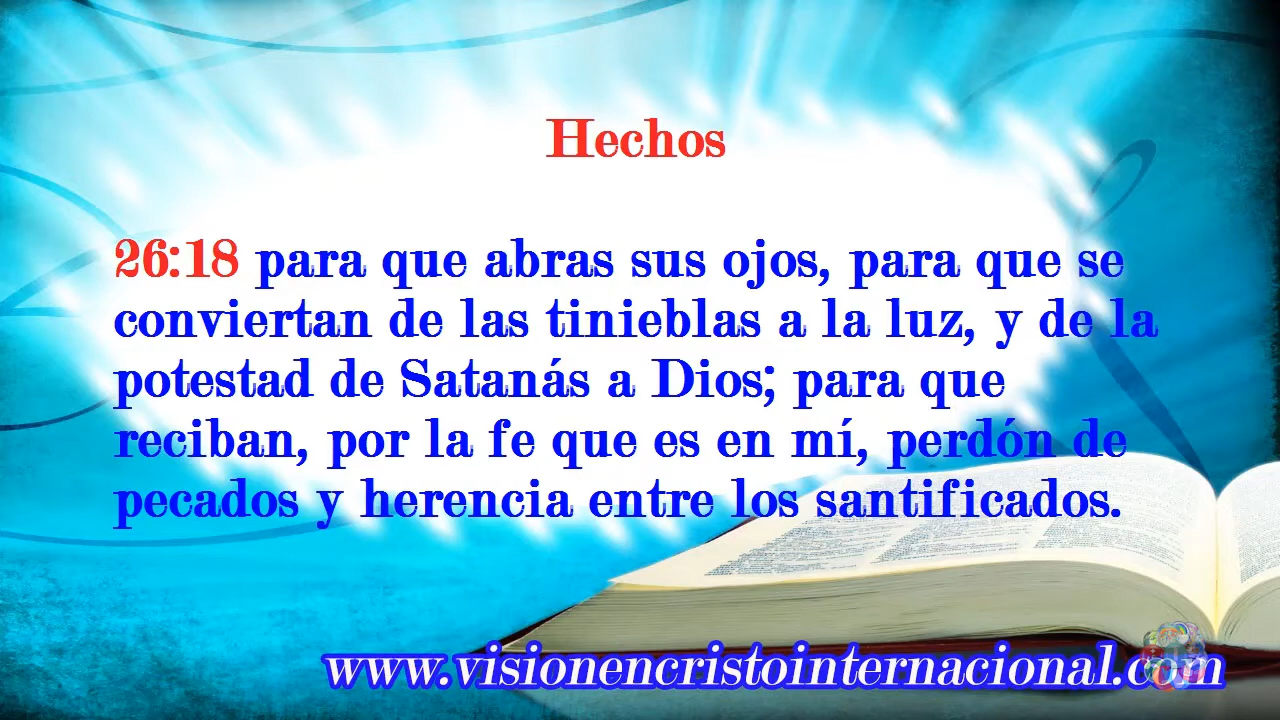 Hechos
26:18 para que abras sus ojos, para que se
conviertan de las tinieblas a la luz, y de la
potestad de Satanás a Dios; para que
reciban, por la fe que es en mí, perdón de
pecados y herencia entre los santificados.
www.visionencristointernacional.com